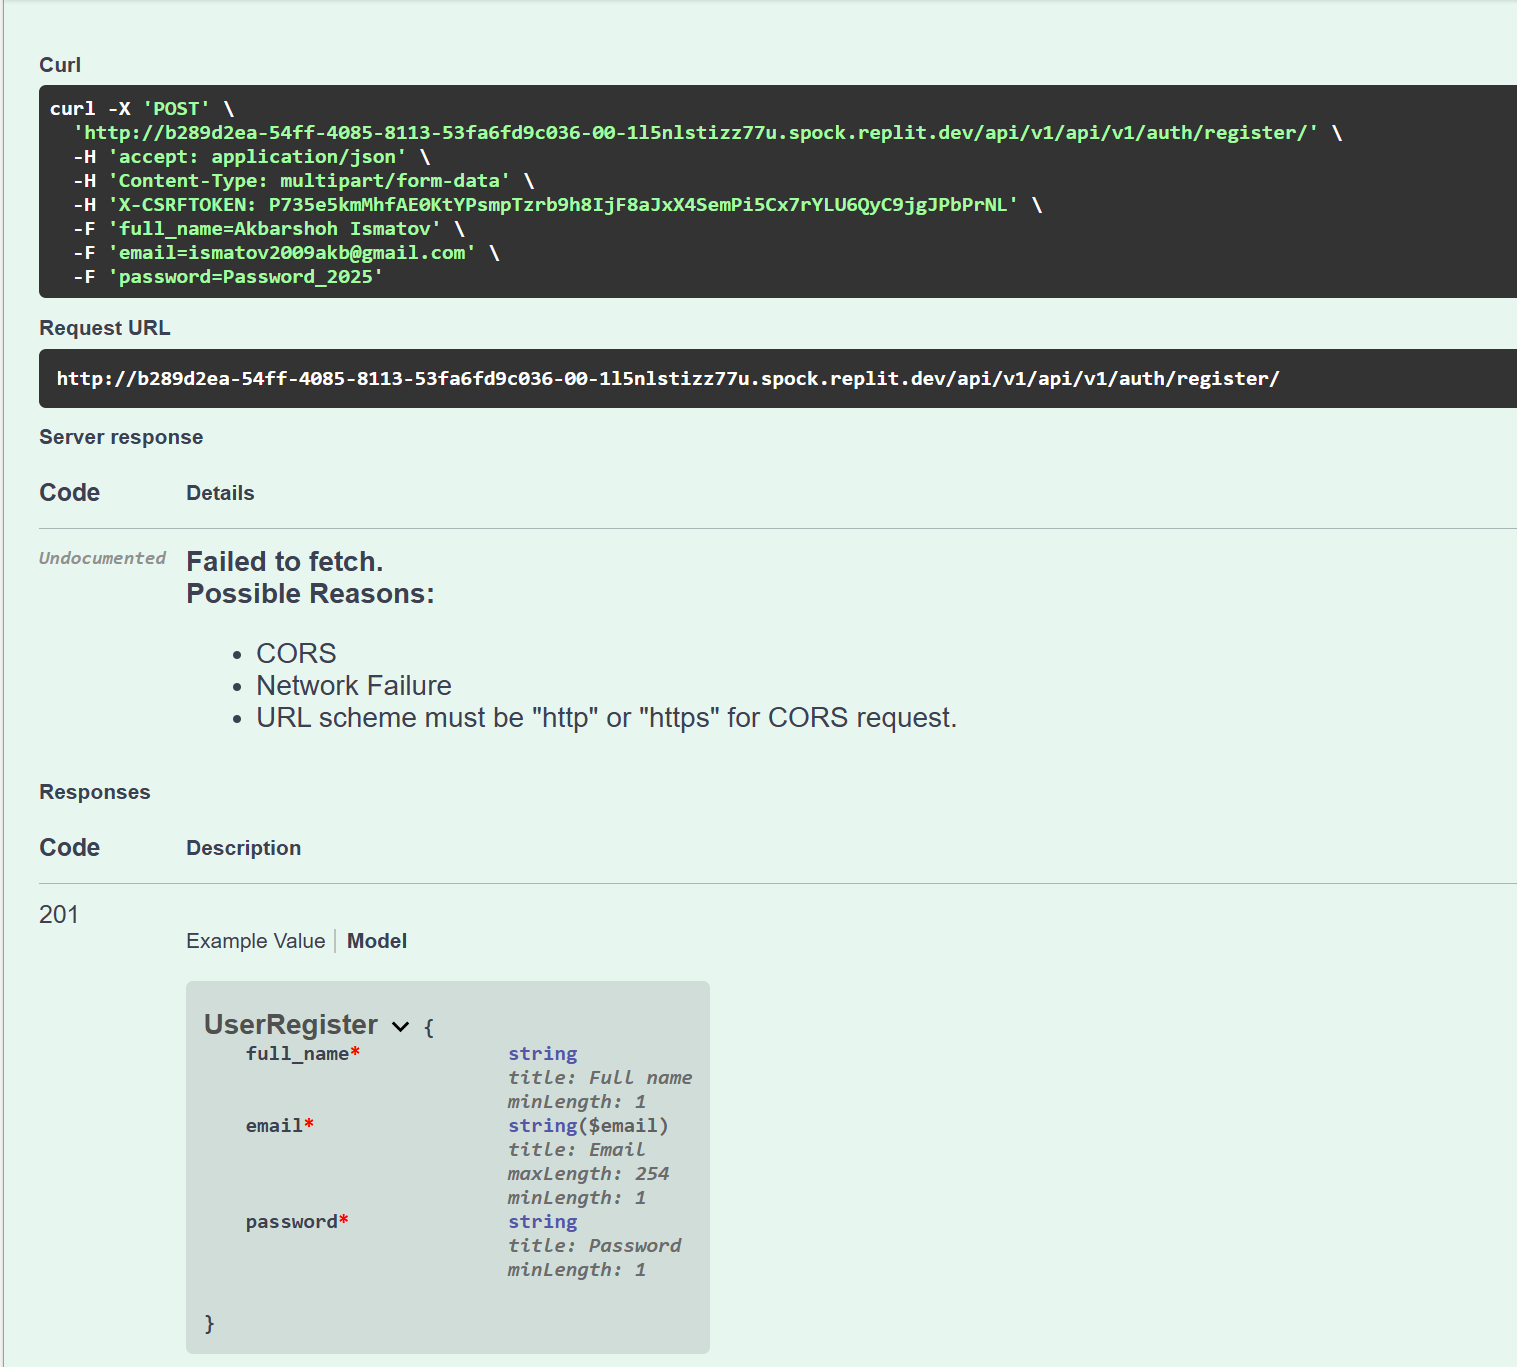 Curl
curl -X 'POST' \
'http://b289d2ea-54ff-4085-8113-53fa6fd9c036-00-1l5nlstizz77u.spock.replit.dev/api/v1/api/v1/auth/register/' \
-H 'accept: application/json' \
-H 'Content-Type: multipart/form-data' \
-H 'X-CSRFTOKEN: P735e5kmMhfAE0KtYPsmpTzrb9h8IjF8aJxX4SemPi5Cx7rYLU6QyC9jgJPbPrNL' \
-F 'full_name=Akbarshoh Ismatov' \
-F 'email=ismatov2009akb@gmail.com' \
-F 'password=Password_2025'
Request URL
http://b289d2ea-54ff-4085-8113-53fa6fd9c036-00-1l5nlstizz77u.spock.replit.dev/api/v1/api/v1/auth/register/
Server response
Code Details
Undocumented Failed to fetch.
Possible Reasons:
• CORS
• Network Failure
• URL scheme must be "http" or "https" for CORS request.
Responses
Code Description
201
Example Value Model
UserRegister {
full_name* string
title: Full name
minLength: 1
email* string($email)
title: Email
maxLength: 254
minLength: 1
password* string
title: Password
minLength: 1
}